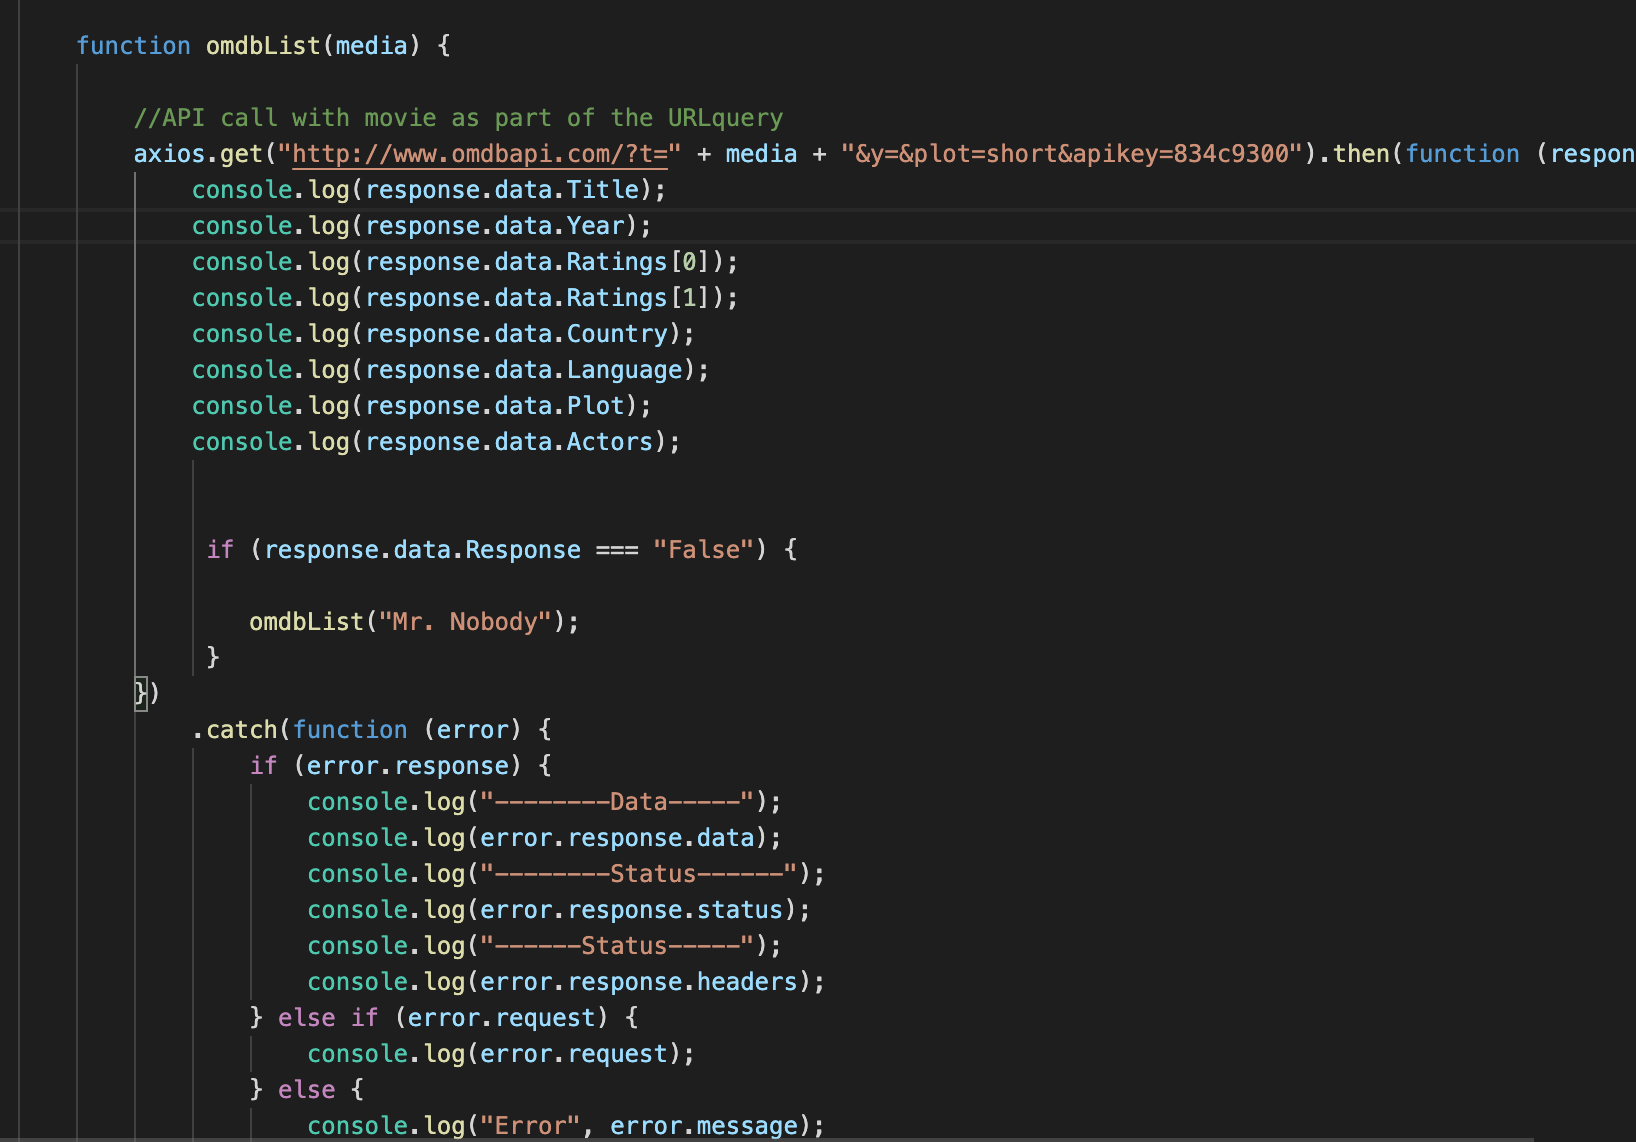 function omdbList(media) {
//API call with movie as part of the URLquery
axios.get("http://www.omdbapi.com/?t=" + media + "&y=&plot=short&apikey=834c9300").then(function (respon
console.log(response.data.Title);
console.log(response.data.Year);
console.log(response.data.Ratings[0]);
console.log(response.data.Ratings[1]);
console.log(response.data.Country);
console.log(response.data.Language);
console.log(response.data.Plot);
console.log(response.data.Actors);
if (response.data.Response === "False") {
omdbList("Mr. Nobody");
}
})
.catch(function (error) {
if (error.response) {
console.log("--------Data-----");
console.log(error.response.data);
console.log("--------Status------");
console.log(error.response.status);
console.log("------Status-----");
console.log(error.response.headers);
} else if (error.request) {
console.log(error.request);
} else {
console.log("Error", error.message);